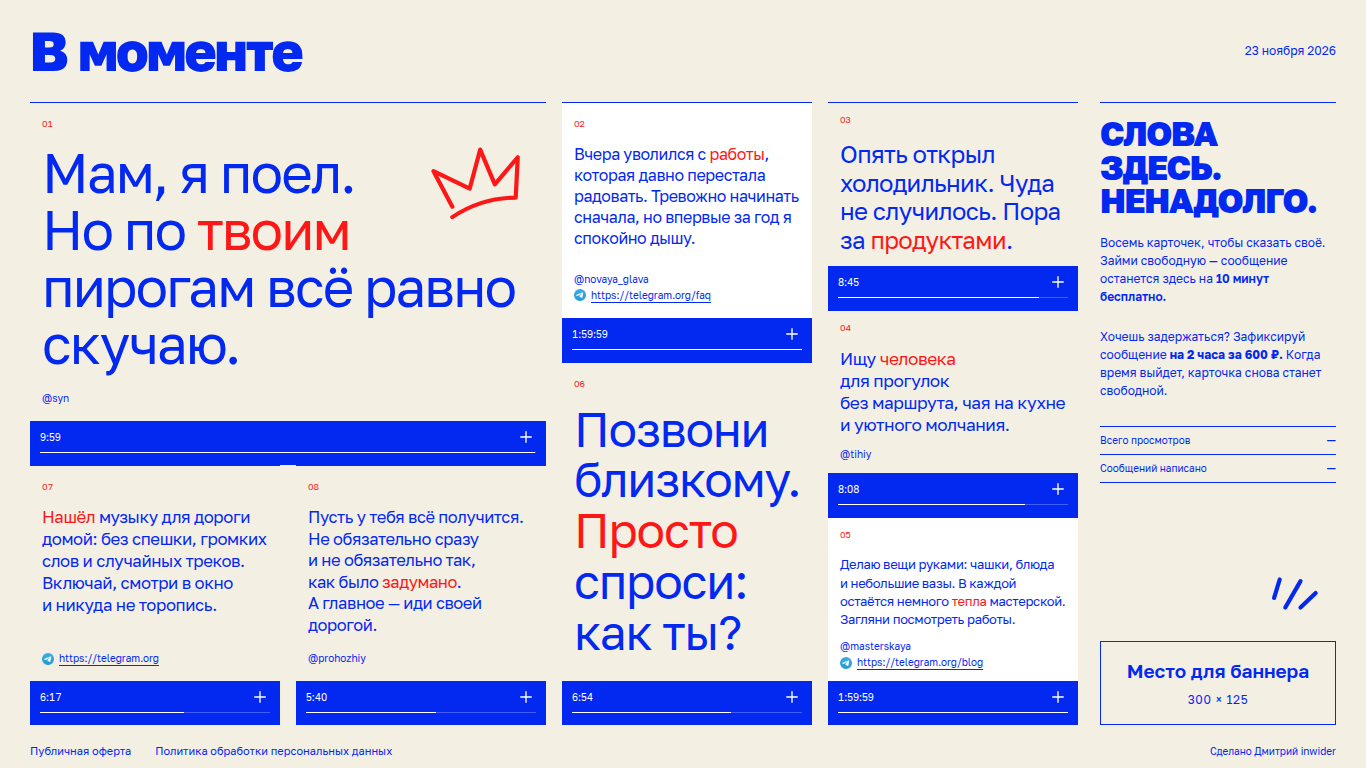 В моменте
23 ноября 2026
01
Мам, я поел.
Но по твоим
пирогам всё равно
скучаю.
@syn
9:59
02
Вчера уволился с работы,
которая давно перестала
радовать. Тревожно начинать
сначала, но впервые за год я
спокойно дышу.
@novaya_glava
https://telegram.org/faq
1:59:59
03
Опять открыл
холодильник. Чуда
не случилось. Пора
за продуктами.
8:45
04
Ищу человека
для прогулок
без маршрута, чая на кухне
и уютного молчания.
@tihiy
8:08
05
Делаю вещи руками: чашки, блюда
и небольшие вазы. В каждой
остаётся немного тепла мастерской.
Загляни посмотреть работы.
@masterskaya
https://telegram.org/blog
1:59:59
06
Позвони
близкому.
Просто
спроси:
как ты?
6:54
07
Нашёл музыку для дороги
домой: без спешки, громких
слов и случайных треков.
Включай, смотри в окно
и никуда не торопись.
https://telegram.org
6:17
08
Пусть у тебя всё получится.
Не обязательно сразу
и не обязательно так,
как было задумано.
А главное — иди своей
дорогой.
@prohozhiy
5:40
СЛОВА
ЗДЕСЬ.
НЕНАДОЛГО.
Восемь карточек, чтобы сказать своё.
Займи свободную — сообщение
останется здесь на 10 минут
бесплатно.
Хочешь задержаться? Зафиксируй
сообщение на 2 часа за 600 ₽. Когда
время выйдет, карточка снова станет
свободной.
Всего просмотров —
Сообщений написано —
Место для баннера
300 × 125
Публичная оферта
Политика обработки персональных данных
Сделано Дмитрий inwider